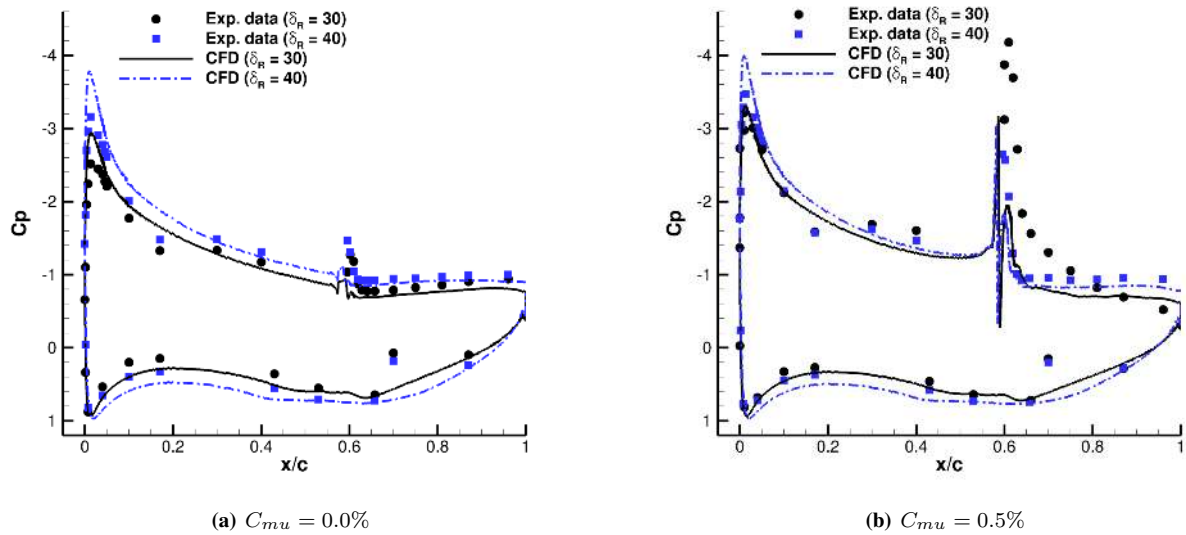 Exp. data (δR = 30)
Exp. data (δR = 40)
CFD (δR = 30)
CFD (δR = 40)
-4
-3
-2
-1
0
1
Cp
0 0.2 0.4 0.6 0.8 1
x/c
(a) Cmu = 0.0%
Exp. data (δR = 30)
Exp. data (δR = 40)
CFD (δR = 30)
CFD (δR = 40)
-4
-3
-2
-1
0
1
Cp
0 0.2 0.4 0.6 0.8 1
x/c
(b) Cmu = 0.5%